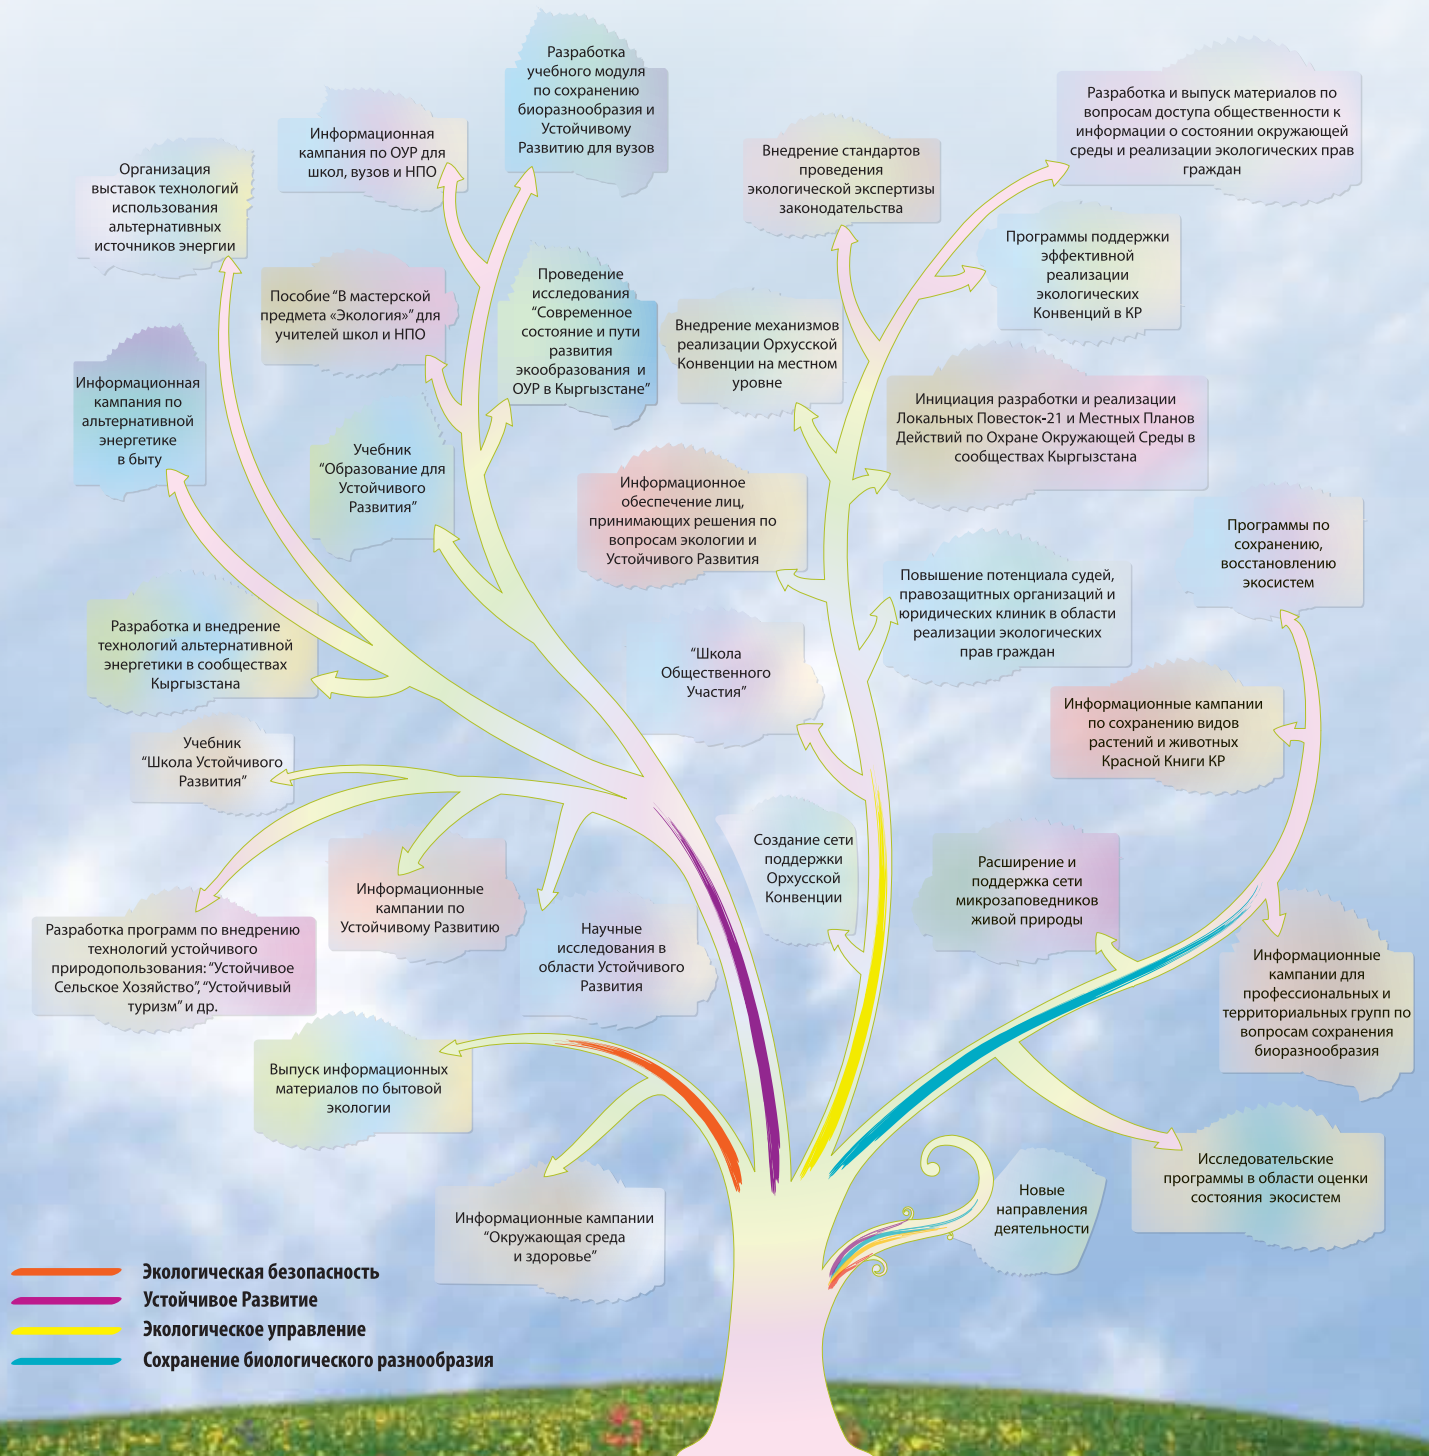 Разработка
учебного модуля
по сохранению
биоразнообразия и
Устойчивому
Развитию для вузов
Информационная
кампания по ОУР для
школ, вузов и НПО
Организация
выставок технологий
использования
альтернативных
источников энергии
Пособие “В мастерской
предмета «Экология»” для
учителей школ и НПО
Проведение
исследования
“Современное
состояние и пути
развития
экообразования и
ОУР в Кыргызстане”
Информационная
кампания по
альтернативной
энергетике
в быту
Учебник
“Образование для
Устойчивого
Развития”
Разработка и внедрение
технологий альтернативной
энергетики в сообществах
Кыргызстана
Учебник
“Школа Устойчивого
Развития”
Разработка программ по внедрению
технологий устойчивого
природопользования: “Устойчивое
Сельское Хозяйство”, “Устойчивый
туризм” и др.
Информационные
кампании по
Устойчивому Развитию
Научные
исследования в
области Устойчивого
Развития
Выпуск информационных
материалов по бытовой
экологии
Информационные кампании
“Окружающая среда
и здоровье”
Внедрение стандартов
проведения
экологической экспертизы
законодательства
Разработка и выпуск материалов по
вопросам доступа общественности к
информации о состоянии окружающей
среды и реализации экологических прав
граждан
Программы поддержки
эффективной
реализации
экологических
Конвенций в КР
Внедрение механизмов
реализации Орхусской
Конвенции на местном
уровне
Инициация разработки и реализации
Локальных Повесток-21 и Местных Планов
Действий по Охране Окружающей Среды в
сообществах Кыргызстана
Информационное
обеспечение лиц,
принимающих решения по
вопросам экологии и
Устойчивого Развития
Повышение потенциала судей,
правозащитных организаций и
юридических клиник в области
реализации экологических
прав граждан
“Школа
Общественного
Участия”
Создание сети
поддержки
Орхусской
Конвенции
Программы по
сохранению,
восстановлению
экосистем
Информационные кампании
по сохранению видов
растений и животных
Красной Книги КР
Расширение и
поддержка сети
микрозаповедников
живой природы
Информационные
кампании для
профессиональных и
территориальных групп по
вопросам сохранения
биоразнообразия
Исследовательские
программы в области оценки
состояния экосистем
Новые
направления
деятельности
Экологическая безопасность
Устойчивое Развитие
Экологическое управление
Сохранение биологического разнообразия